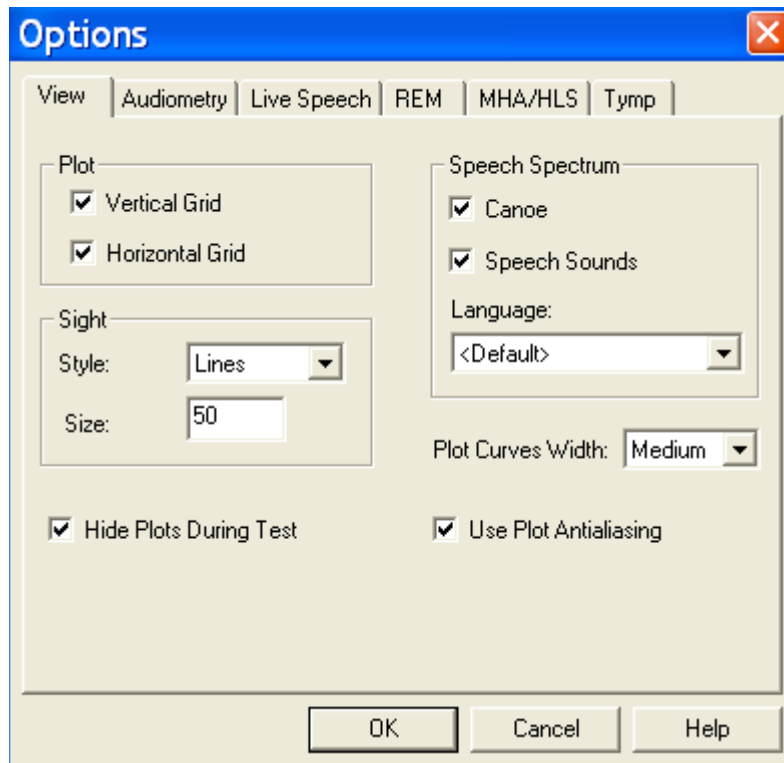 Options
View Audiometry Live Speech REM MHA/HLS Tymp
Plot
Vertical Grid
Horizontal Grid
Sight
Style: Lines
Size: 50
Speech Spectrum
Canoe
Speech Sounds
Language:
<Default>
Plot Curves Width: Medium
Hide Plots During Test
Use Plot Antialiasing
OK Cancel Help